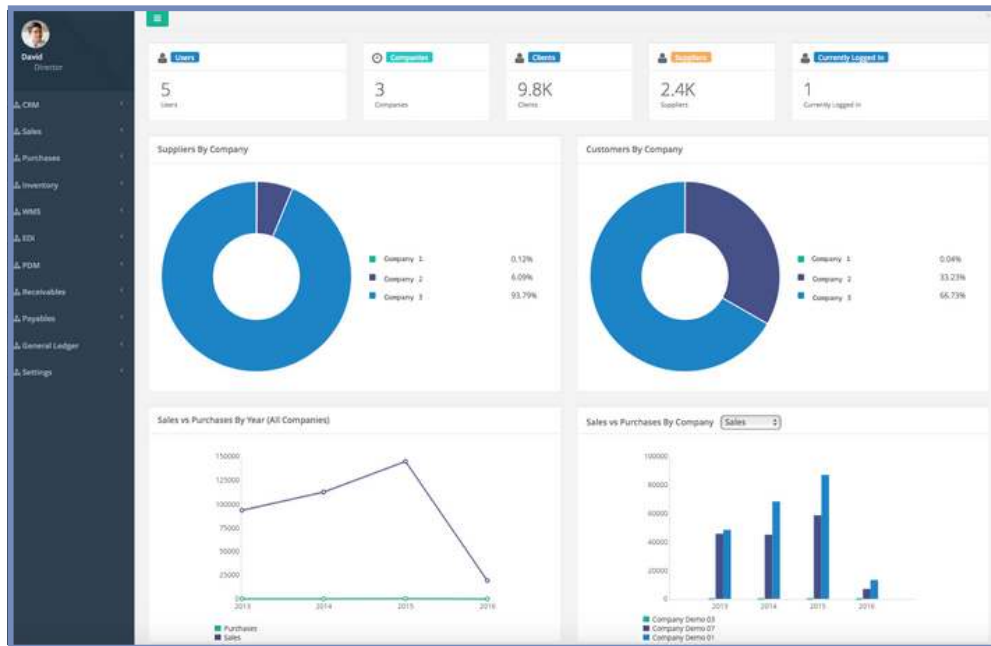 David
Director
CRM
Sales
Purchases
Inventory
WMS
EDI
PDM
Receivables
Payables
General Ledger
Settings
Users
5
Users
Companies
3
Companies
Clients
9.8K
Clients
Suppliers
2.4K
Suppliers
Currently Logged In
1
Currently Logged In
Suppliers By Company
Company 1 0.12%
Company 2 6.09%
Company 3 93.79%
Customers By Company
Company 1 0.04%
Company 2 33.23%
Company 3 66.73%
Sales vs Purchases By Year (All Companies)
150000
125000
100000
75000
50000
25000
0
2013 2014 2015 2016
Purchases
Sales
Sales vs Purchases By Company Sales
100000
80000
60000
40000
20000
0
2013 2014 2015 2016
Company Demo 03
Company Demo 07
Company Demo 01